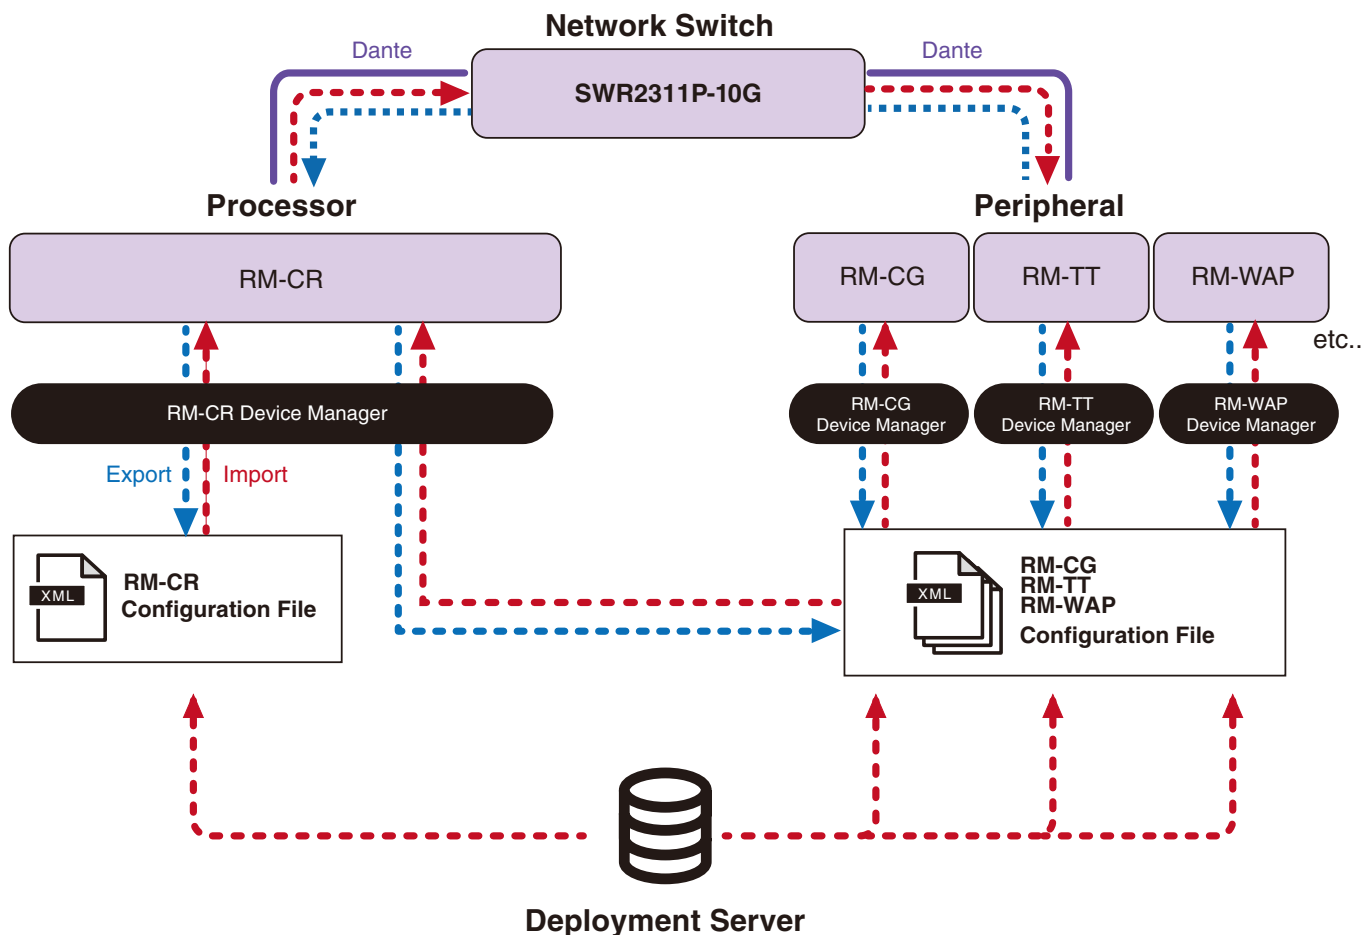 Network Switch
Dante
Dante
SWR2311P-10G
Processor
Peripheral
RM-CR
RM-CG
RM-TT
RM-WAP
etc..
RM-CR Device Manager
RM-CG
Device Manager
RM-TT
Device Manager
RM-WAP
Device Manager
Export
Import
XML
RM-CR
Configuration File
XML
RM-CG
RM-TT
RM-WAP
Configuration File
Deployment Server